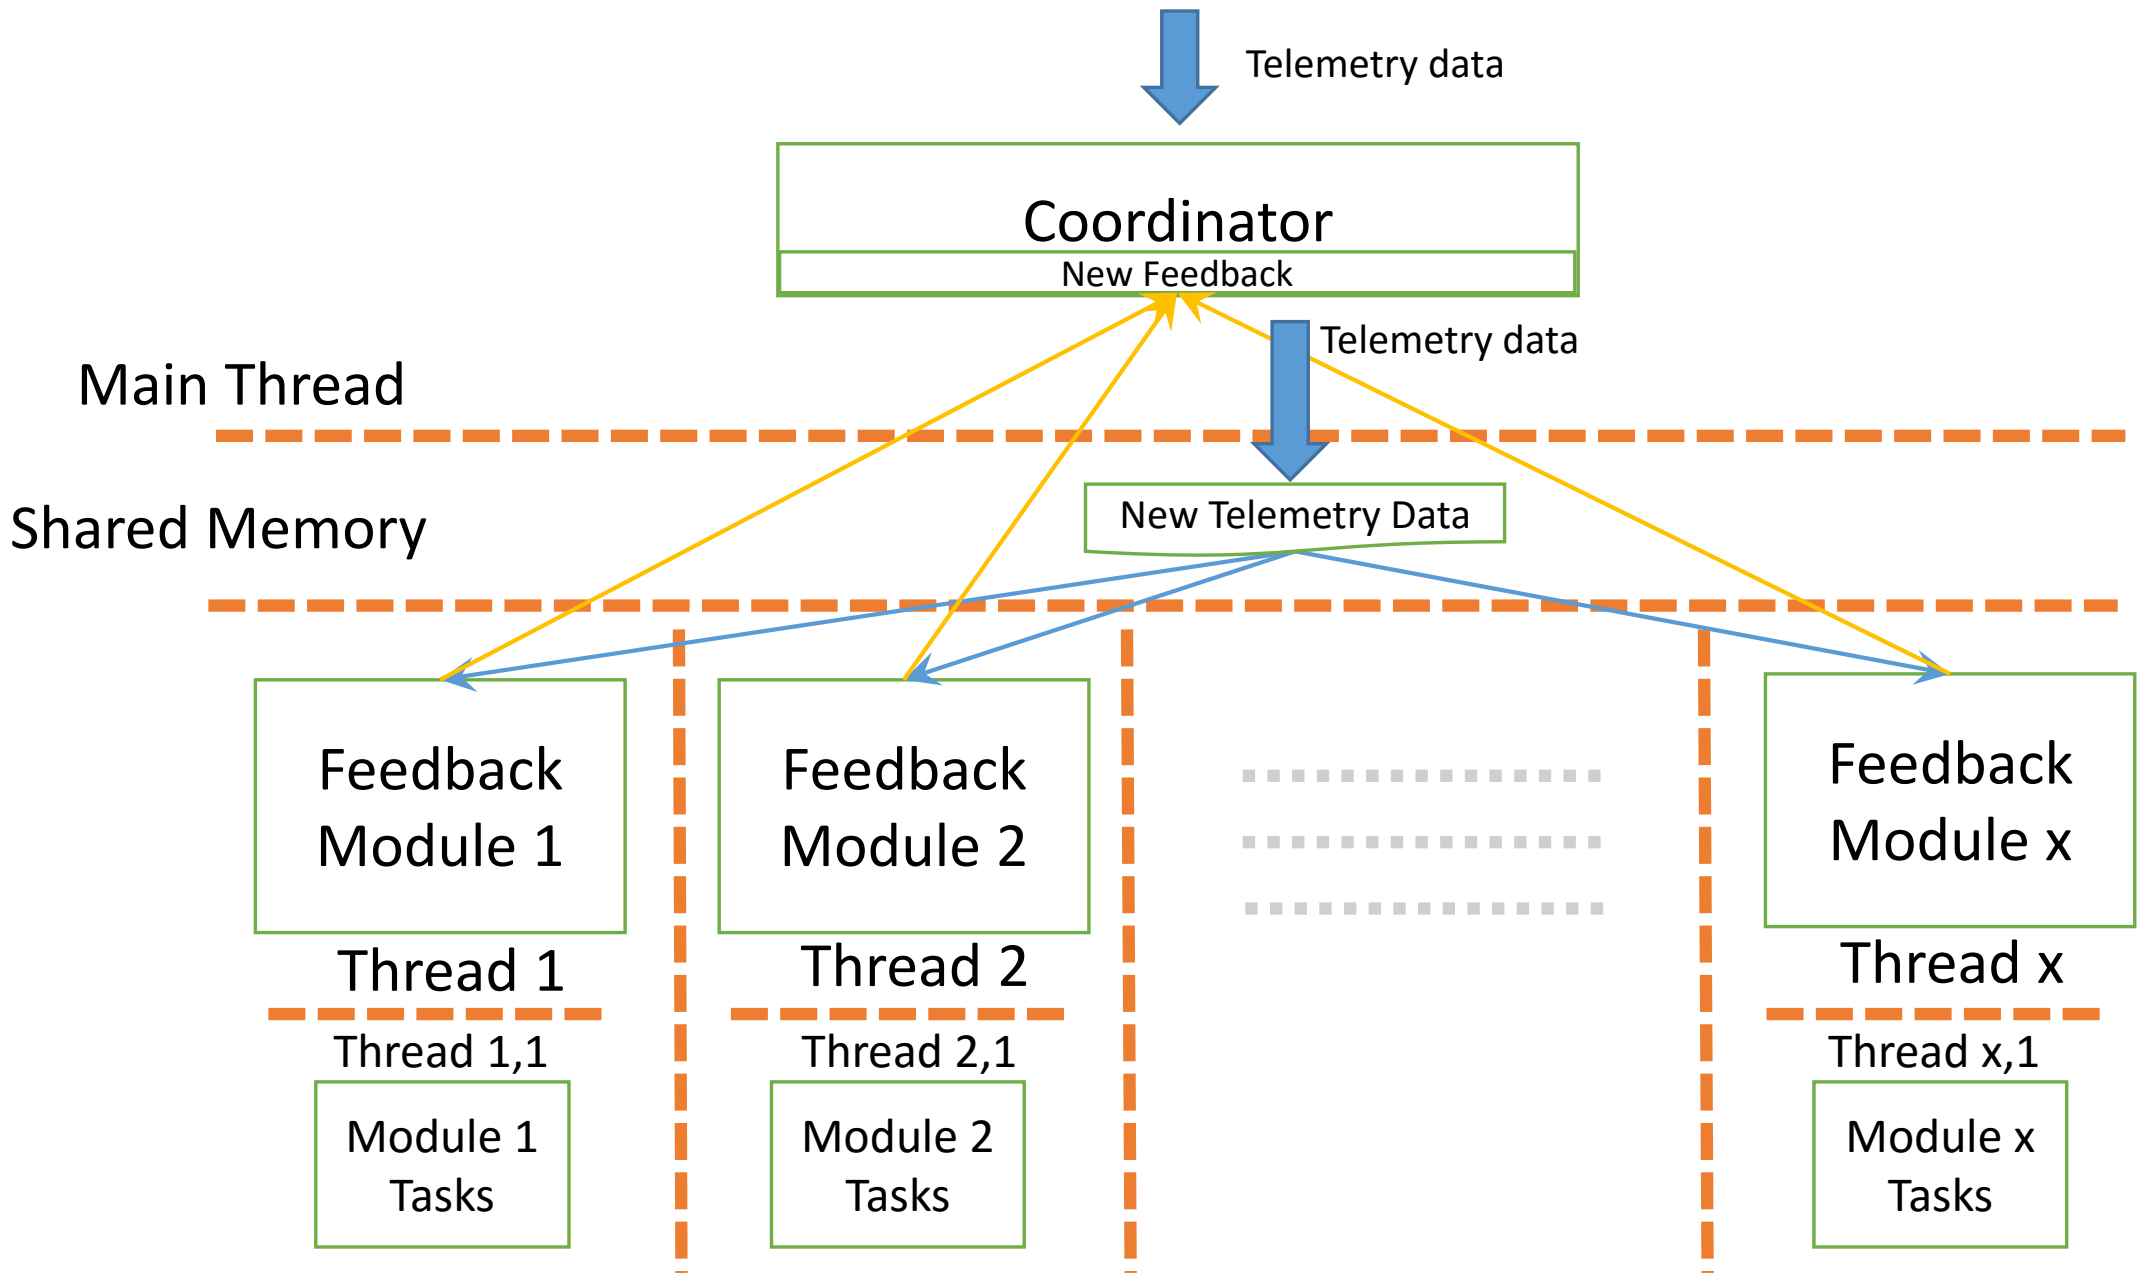 Telemetry data
Coordinator
New Feedback
Telemetry data
Main Thread
New Telemetry Data
Shared Memory
Feedback
Module 1
Feedback
Module 2
Feedback
Module x
Thread 1
Thread 2
Thread x
Thread 1,1
Thread 2,1
Thread x,1
Module 1
Tasks
Module 2
Tasks
Module x
Tasks